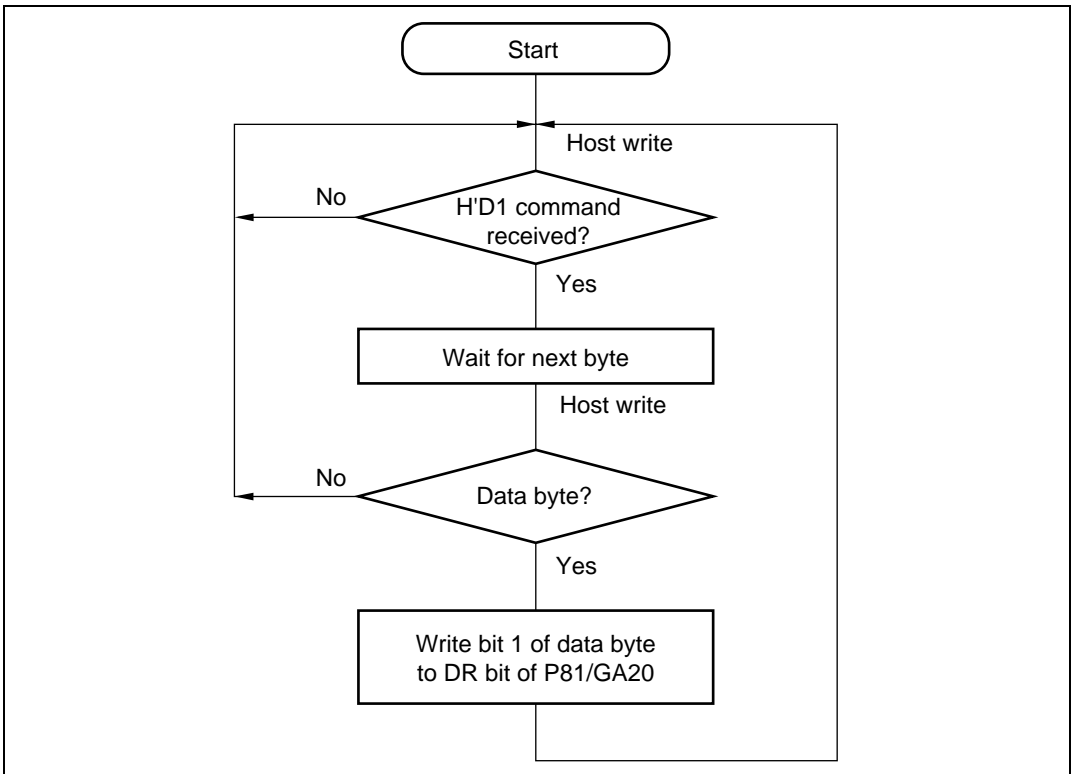 Start
Host write
No
H'D1 command
received?
Yes
Wait for next byte
Host write
No
Data byte?
Yes
Write bit 1 of data byte
to DR bit of P81/GA20